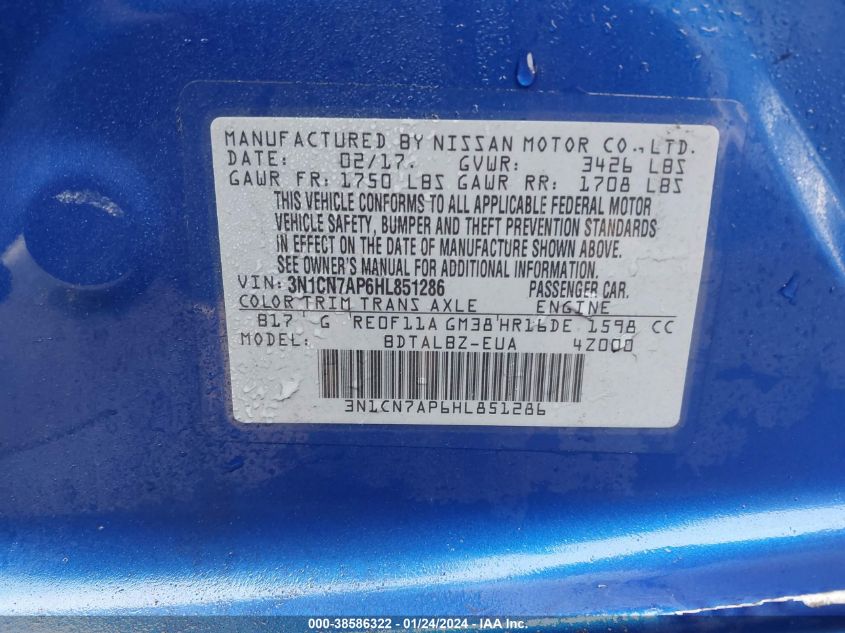 MANUFACTURED BY NISSAN MOTOR CO., LTD.
DATE: 02/17. GVWR: 3426 LBS
GAWR FR: 1750 LBS GAWR RR: 1708 LBS
THIS VEHICLE CONFORMS TO ALL APPLICABLE FEDERAL MOTOR
VEHICLE SAFETY, BUMPER AND THEFT PREVENTION STANDARDS
IN EFFECT ON THE DATE OF MANUFACTURE SHOWN ABOVE.
SEE OWNER'S MANUAL FOR ADDITIONAL INFORMATION.
VIN: 3N1CN7AP6HL851286 PASSENGER CAR.
COLOR TRIM TRANS AXLE ENGINE
B17 G RE0F11A GM38 HR16DE 1598 CC
MODEL: BDTALBZ-EUA 4Z000
3N1CN7AP6HL851286
000-38586322 - 01/24/2024 - IAA Inc.